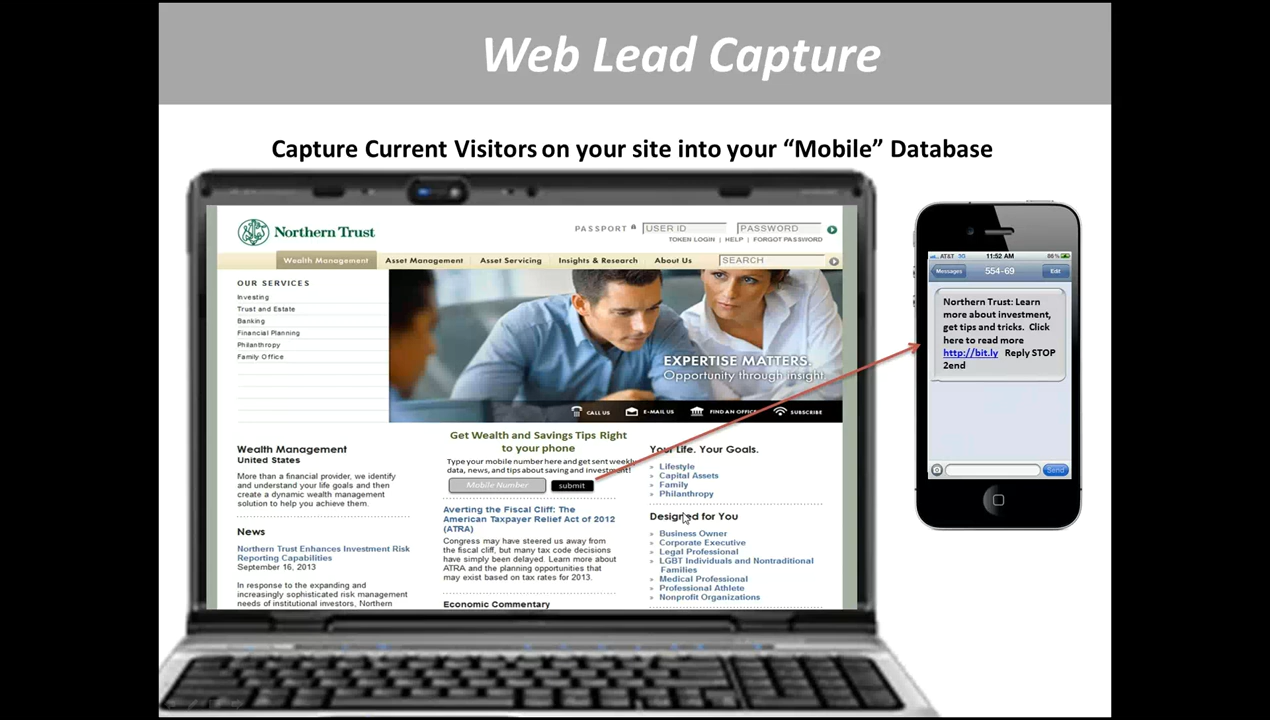 Web Lead Capture
Capture Current Visitors on your site into your “Mobile” Database
Northern Trust
PASSPORT
USER ID
PASSWORD
TOKEN LOGIN | HELP | FORGOT PASSWORD
Wealth Management
Asset Management
Asset Servicing
Insights & Research
About Us
SEARCH
OUR SERVICES
Investing
Trust and Estate
Banking
Financial Planning
Philanthropy
Family Office
EXPERTISE MATTERS.
Opportunity through insight.
CALL US
E-MAIL US
FIND AN OFFICE
SUBSCRIBE
Wealth Management
United States
More than a financial provider, we identify
and understand your life goals and then
create a dynamic wealth management
solution to help you achieve them.
News
Northern Trust Enhances Investment Risk
Reporting Capabilities
September 16, 2013
In response to the expanding and
increasingly sophisticated risk management
needs of institutional investors, Northern
Get Wealth and Savings Tips Right
to your phone
Type your mobile number here and get sent weekly
data, news, and tips about saving and investment!
Mobile Number
submit
Averting the Fiscal Cliff: The
American Taxpayer Relief Act of 2012
(ATRA)
Congress may have steered us away from
the fiscal cliff, but many tax code decisions
have simply been delayed. Learn more about
ATRA and the planning opportunities that
may exist based on tax rates for 2013.
Economic Commentary
Your Life. Your Goals.
» Lifestyle
» Capital Assets
» Family
» Philanthropy
Designed for You
» Business Owner
» Corporate Executive
» Legal Professional
» LGBT Individuals and Nontraditional
Families
» Medical Professional
» Professional Athlete
» Nonprofit Organizations
AT&T 3G 11:52 AM 86%
Messages
554-69
Edit
Northern Trust: Learn
more about investment,
get tips and tricks. Click
here to read more
http://bit.ly Reply STOP
2end
Send